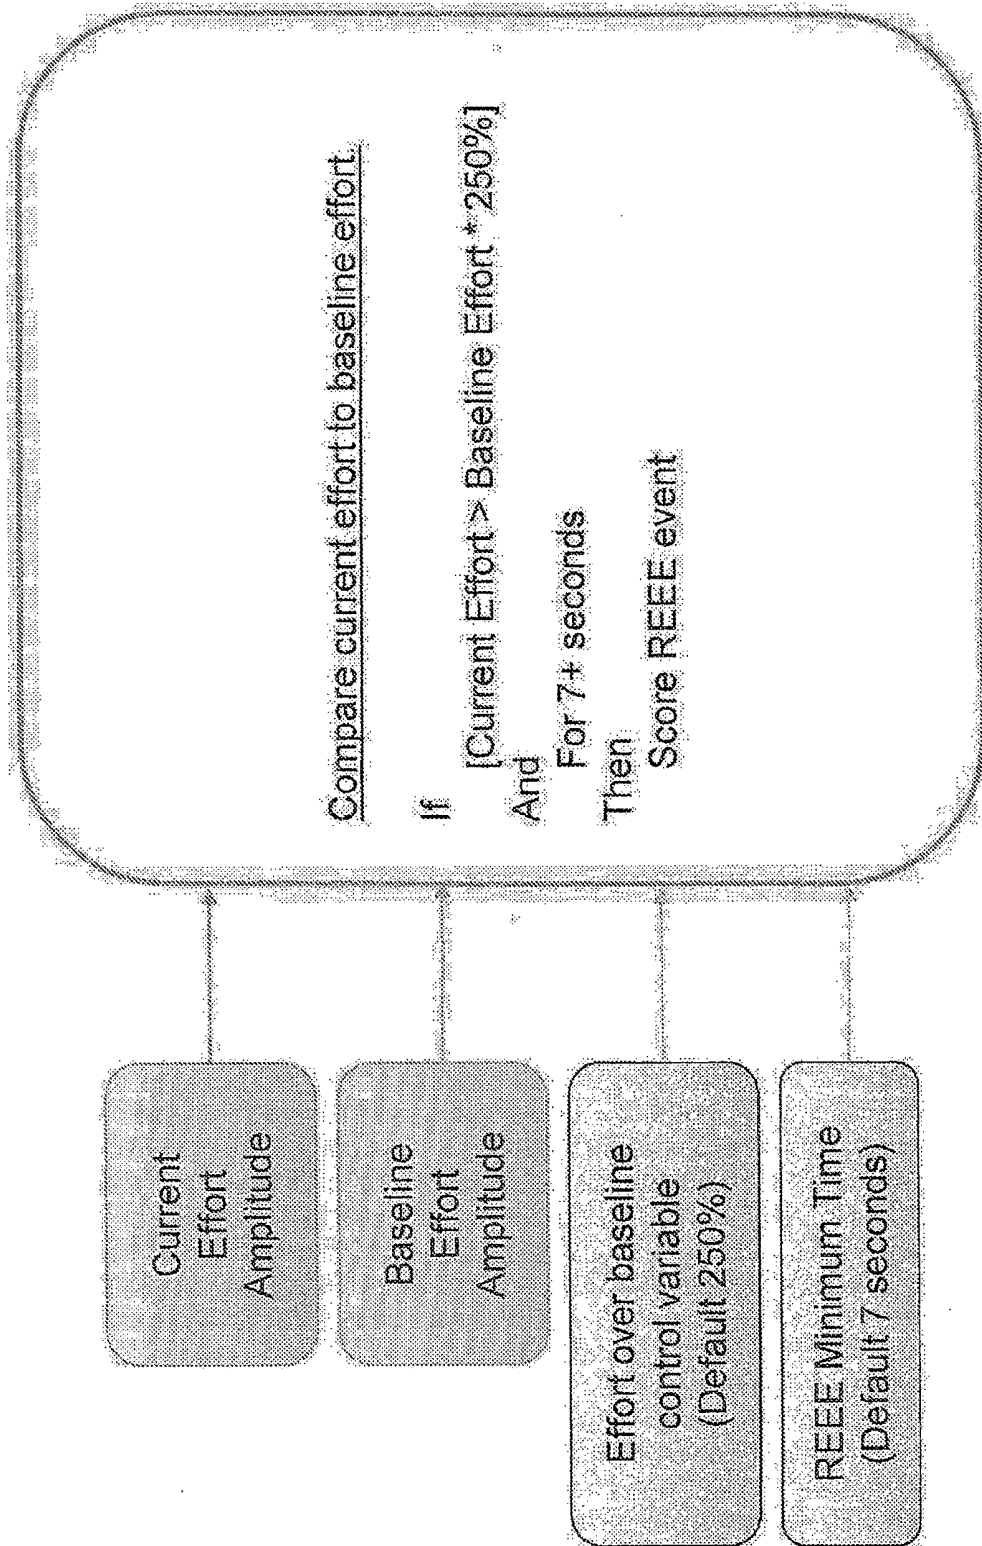 Current
Effort
Amplitude
Baseline
Effort
Amplitude
Effort over baseline
control variable
(Default 250%)
REEE Minimum Time
(Default 7 seconds)
Compare current effort to baseline effort.
If
[Current Effort > Baseline Effort * 250%]
And
For 7+ seconds
Then
Score REEE event